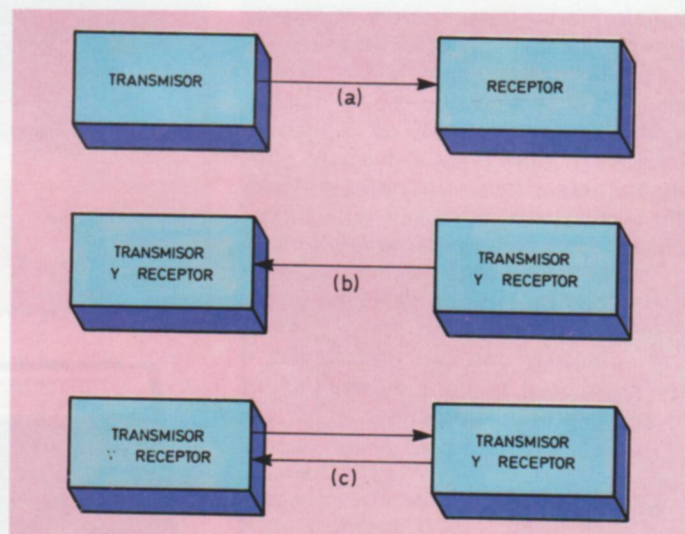 TRANSMISOR
RECEPTOR
(a)
TRANSMISOR
Y RECEPTOR
TRANSMISOR
Y RECEPTOR
(b)
TRANSMISOR
RECEPTOR
TRANSMISOR
Y RECEPTOR
(c)